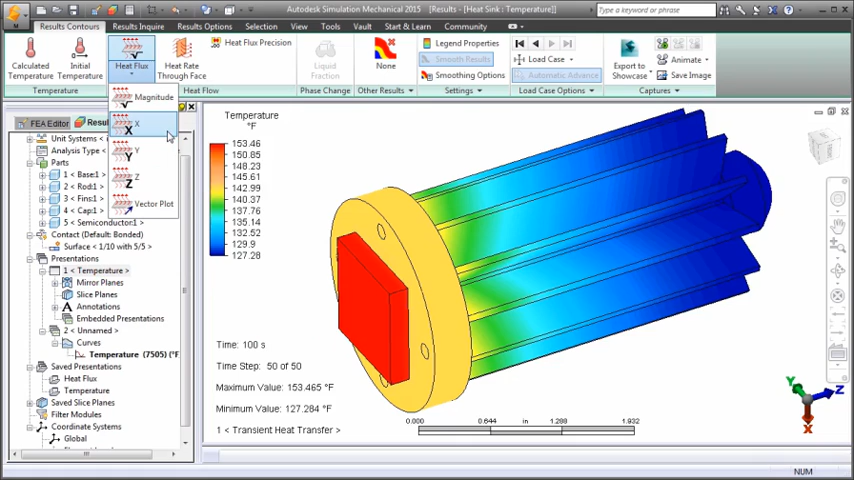 Autodesk Simulation Mechanical 2015 - [Results - [Heat Sink : Temperature]]
Type a keyword or phrase
Results Contours
Results Inquire
Results Options
Selection
View
Vault
Start & Learn
Community
Calculated Temperature
Initial Temperature
Heat Flux
Heat Rate Through Face
Heat Flux Precision
Liquid Fraction
None
Legend Properties
Smooth Results
Smoothing Options
Load Case
Automatic Advance
Export to Showcase
Animate
Save Image
Temperature
Heat Flow
Phase Change
Other Results
Settings
Load Case Options
Captures
Magnitude
X
Y
Z
Vector Plot
FEA Editor
Resu
Unit Systems <
Analysis Type <
Parts
1 < Base:1
2 < Rod:1
3 < Fins:1
4 < Cap:1
5 < Semiconductor:1
Contact (Default: Bonded)
Surface < 1/10 with 5/5 >
Presentations
1 < Temperature >
Mirror Planes
Slice Planes
Annotations
Embedded Presentations
2 < Unnamed >
Curves
Temperature (7505) (°F
Saved Presentations
Heat Flux
Temperature
Saved Slice Planes
Filter Modules
Coordinate Systems
Global
Temperature
°F
153.46
150.85
148.23
145.61
142.99
140.37
137.76
135.14
132.52
129.9
127.28
Time: 100 s
Time Step: 50 of 50
Maximum Value: 153.465 °F
Minimum Value: 127.284 °F
1 < Transient Heat Transfer >
0.000 0.644 in 1.288 1.932
Y
Z
X
NUM